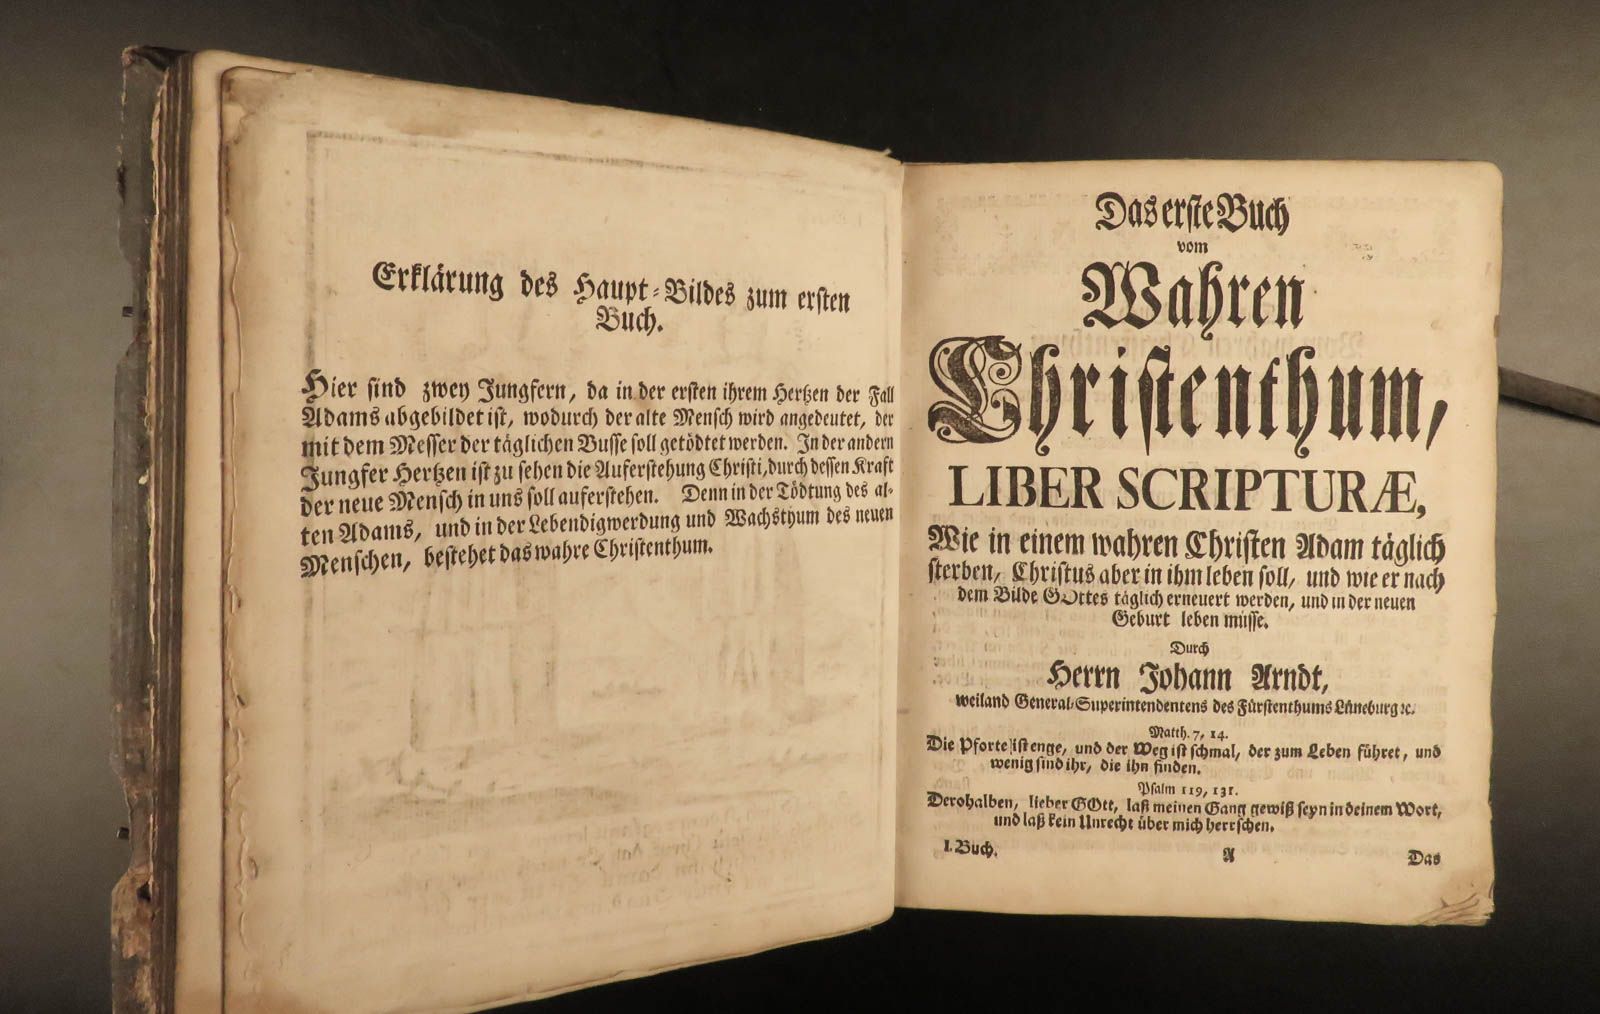 Erklärung des Haupt-Bildes zum ersten
Buch.
Hier sind zwey Jungfern, da in der ersten ihrem Hertzen der Fall
Adams abgebildet ist, wodurch der alte Mensch wird angedeutet, der
mit dem Messer der täglichen Busse soll getödtet werden. In der andern
Jungfer Hertzen ist zu sehen die Auferstehung Christi, durch dessen Kraft
der neue Mensch in uns soll auferstehen. Denn in der Tödtung des al-
ten Adams, und in der Lebendigwerdung und Wachsthum des neuen
Menschen, bestehet das wahre Christenthum.
Das erste Buch
vom
Wahren
Christenthum,
LIBER SCRIPTURÆ,
Wie in einem wahren Christen Adam täglich
sterben, Christus aber in ihm leben soll, und wie er nach
dem Bilde GOttes täglich erneuert werden, und in der neuen
Geburt leben müsse.
Durch
Herrn Johann Arndt,
weiland General-Superintendentens des Fürstenthums Lüneburg ꝛc.
Matth. 7, 14.
Die Pforte ist enge, und der Weg ist schmal, der zum Leben führet, und
wenig sind ihr, die ihn finden.
Psalm 119, 131.
Derohalben, lieber GOtt, laß meinen Gang gewiß seyn in deinem Wort,
und laß kein Unrecht über mich herrschen.
I. Buch. A Das